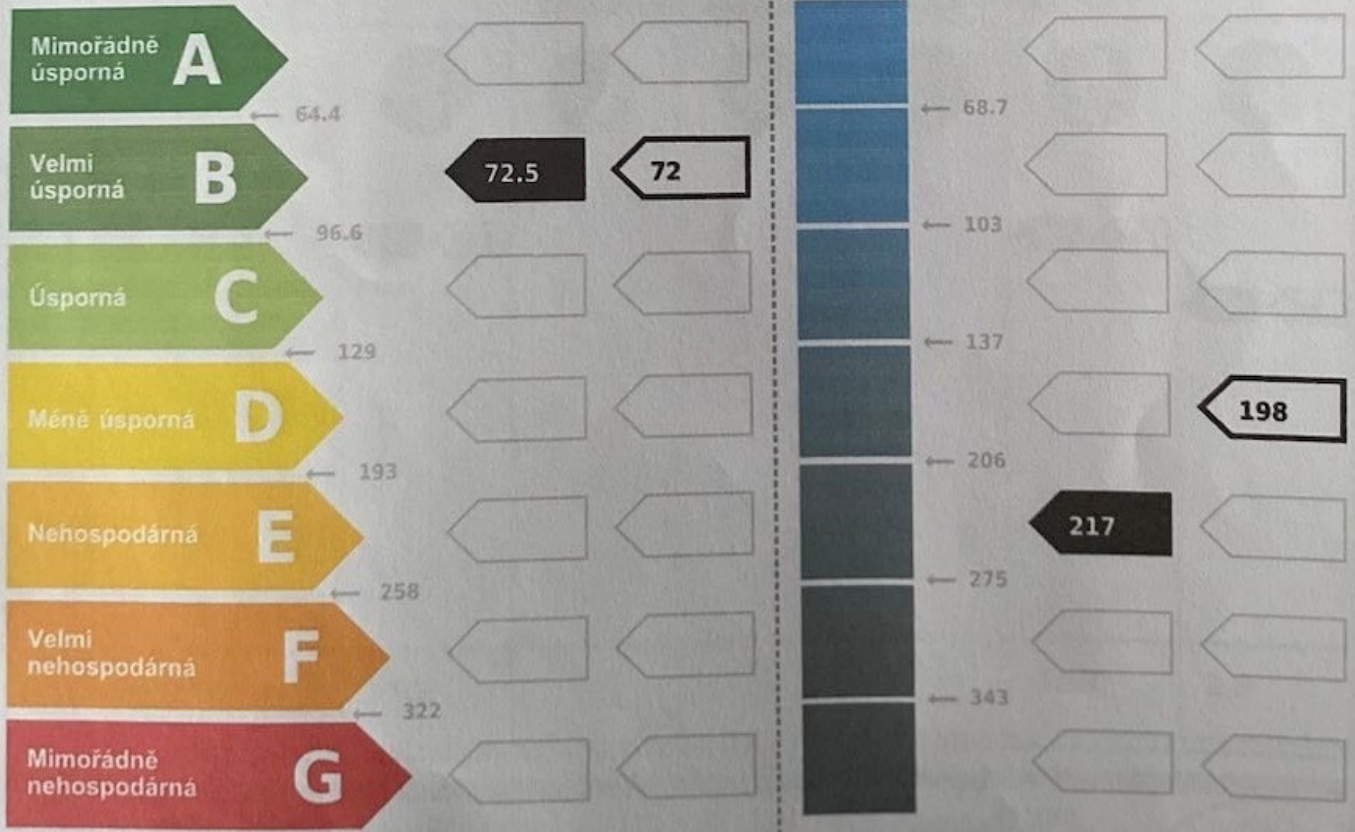 Mimořádně
úsporná
A
64.4
Velmi
úsporná
B
96.6
Úsporná
C
129
Méně úsporná
D
193
Nehospodárná
E
258
Velmi
nehospodárná
F
322
Mimořádně
nehospodárná
G
72.5
72
68.7
103
137
206
275
343
198
217